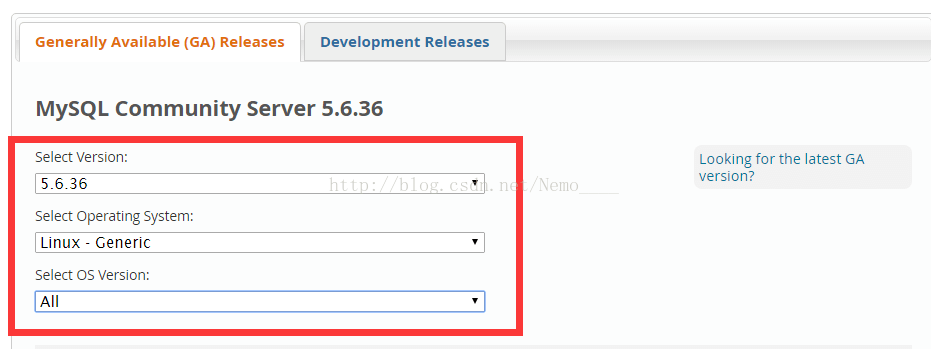 Generally Available (GA) Releases Development Releases
MySQL Community Server 5.6.36
Select Version:
5.6.36
Looking for the latest GA
version?
http://blog.csdn.net/Nemo____
Select Operating System:
Linux - Generic
Select OS Version:
All